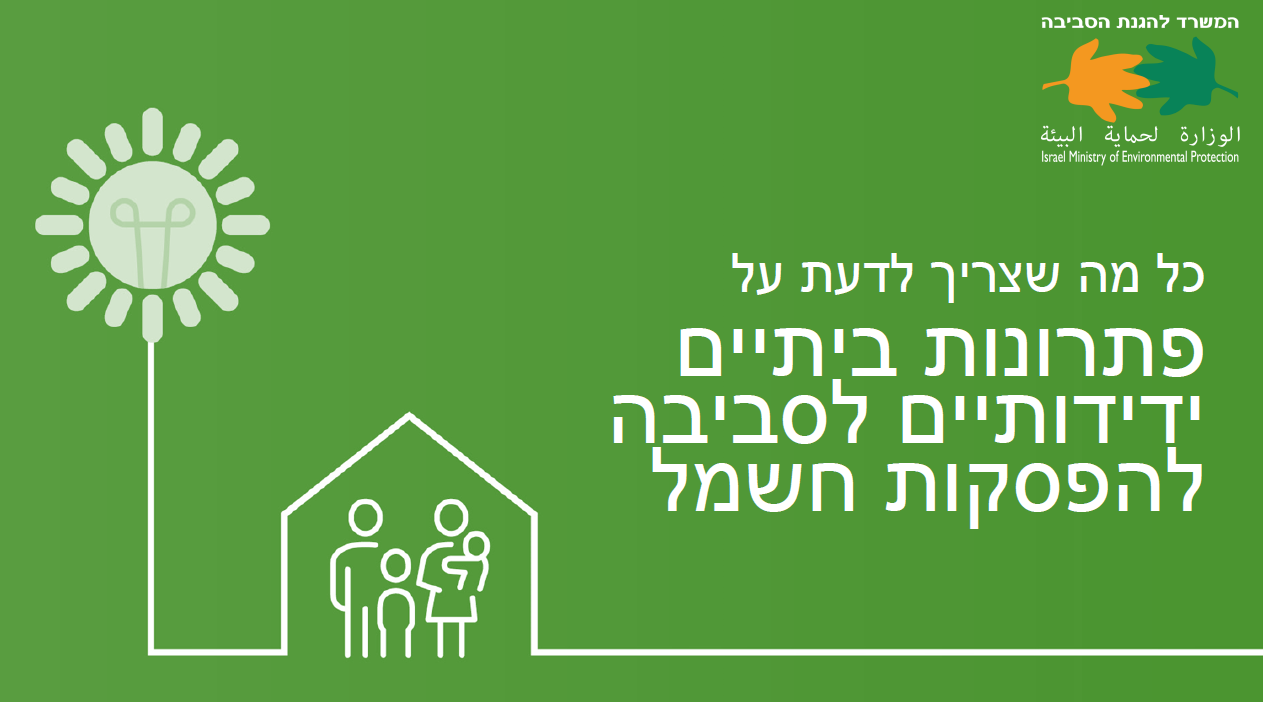 המשרד להגנת הסביבה
الوزارة لحماية البيئة
Israel Ministry of Environmental Protection
כל מה שצריך לדעת על
פתרונות ביתיים
ידידותיים לסביבה
להפסקות חשמל